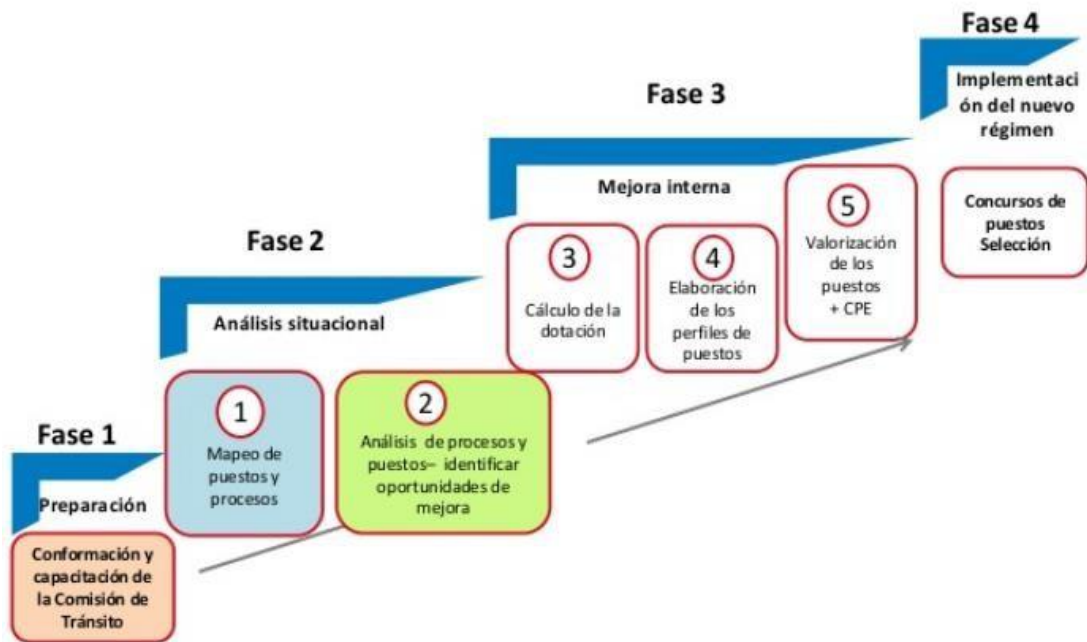 Fase 1
Preparación
Conformación y
capacitación de
la Comisión de
Tránsito
Fase 2
Análisis situacional
1
Mapeo de
puestos y
procesos
2
Análisis de procesos y
puestos– identificar
oportunidades de
mejora
Fase 3
Mejora interna
3
Cálculo de la
dotación
4
Elaboración
de los
perfiles de
puestos
5
Valorización
de los
puestos
+ CPE
Fase 4
Implementaci
ón del nuevo
régimen
Concursos de
puestos
Selección